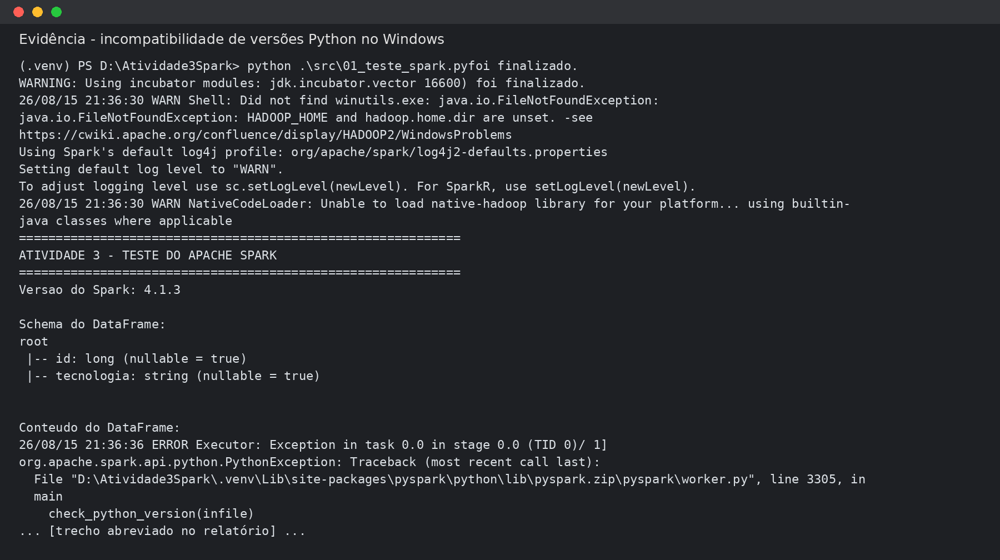 Evidência - incompatibilidade de versões Python no Windows
(.venv) PS D:\Atividade3Spark> python .\src\01_teste_spark.pyfoi finalizado.
WARNING: Using incubator modules: jdk.incubator.vector 16600) foi finalizado.
26/08/15 21:36:30 WARN Shell: Did not find winutils.exe: java.io.FileNotFoundException:
java.io.FileNotFoundException: HADOOP_HOME and hadoop.home.dir are unset. -see
https://cwiki.apache.org/confluence/display/HADOOP2/WindowsProblems
Using Spark's default log4j profile: org/apache/spark/log4j2-defaults.properties
Setting default log level to "WARN".
To adjust logging level use sc.setLogLevel(newLevel). For SparkR, use setLogLevel(newLevel).
26/08/15 21:36:30 WARN NativeCodeLoader: Unable to load native-hadoop library for your platform... using builtin-
java classes where applicable
============================================================
ATIVIDADE 3 - TESTE DO APACHE SPARK
============================================================
Versao do Spark: 4.1.3
Schema do DataFrame:
root
 |-- id: long (nullable = true)
 |-- tecnologia: string (nullable = true)
Conteudo do DataFrame:
26/08/15 21:36:36 ERROR Executor: Exception in task 0.0 in stage 0.0 (TID 0)/ 1]
org.apache.spark.api.python.PythonException: Traceback (most recent call last):
  File "D:\Atividade3Spark\.venv\Lib\site-packages\pyspark\python\lib\pyspark.zip\pyspark\worker.py", line 3305, in
  main
    check_python_version(infile)
... [trecho abreviado no relatório] ...